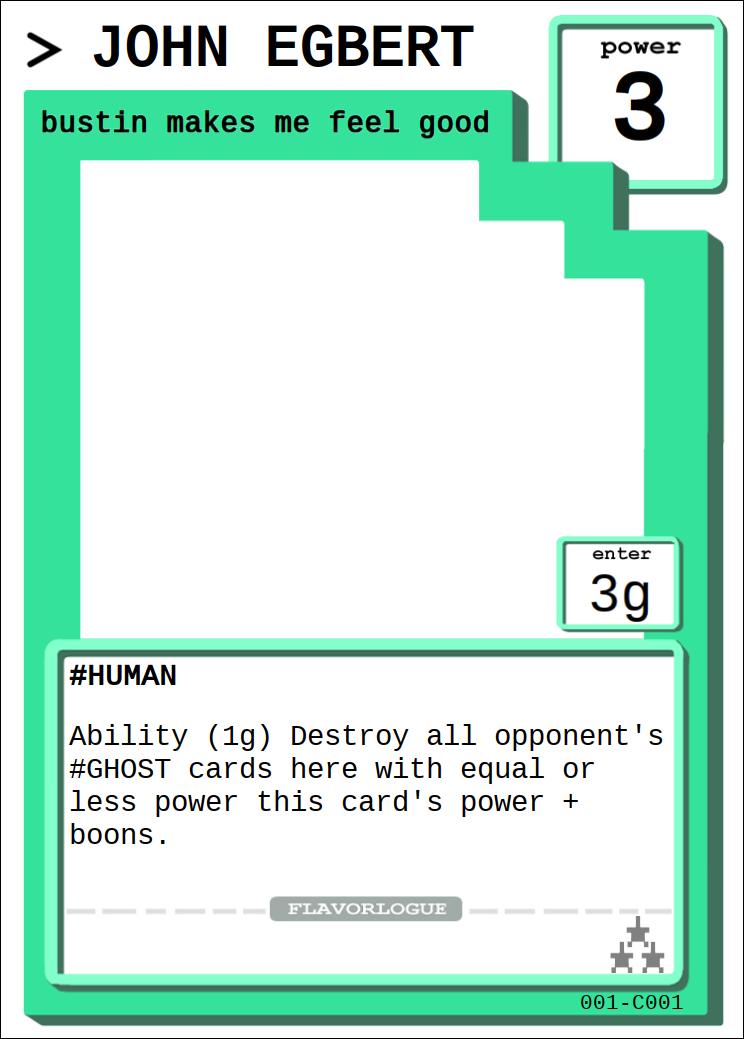 > JOHN EGBERT
power
3
bustin makes me feel good
enter
3g
#HUMAN
Ability (1g) Destroy all opponent's
#GHOST cards here with equal or
less power this card's power +
boons.
FLAVORLOGUE
001-C001